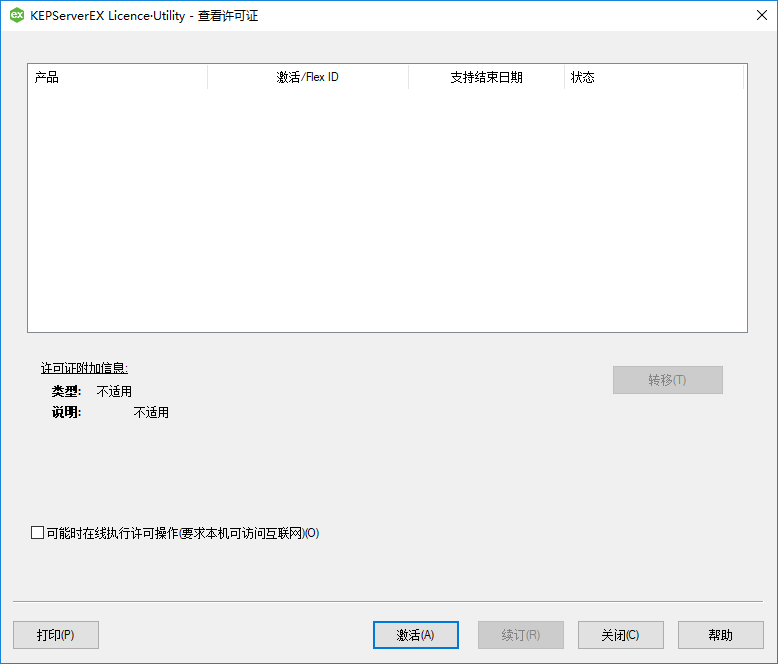 ex KEPServerEX Licence·Utility - 查看许可证
产品 激活/Flex ID 支持结束日期 状态
许可证附加信息:
转移(T)
类型: 不适用
说明: 不适用
可能时在线执行许可操作(要求本机可访问互联网)(O)
打印(P) 激活(A) 续订(R) 关闭(C) 帮助